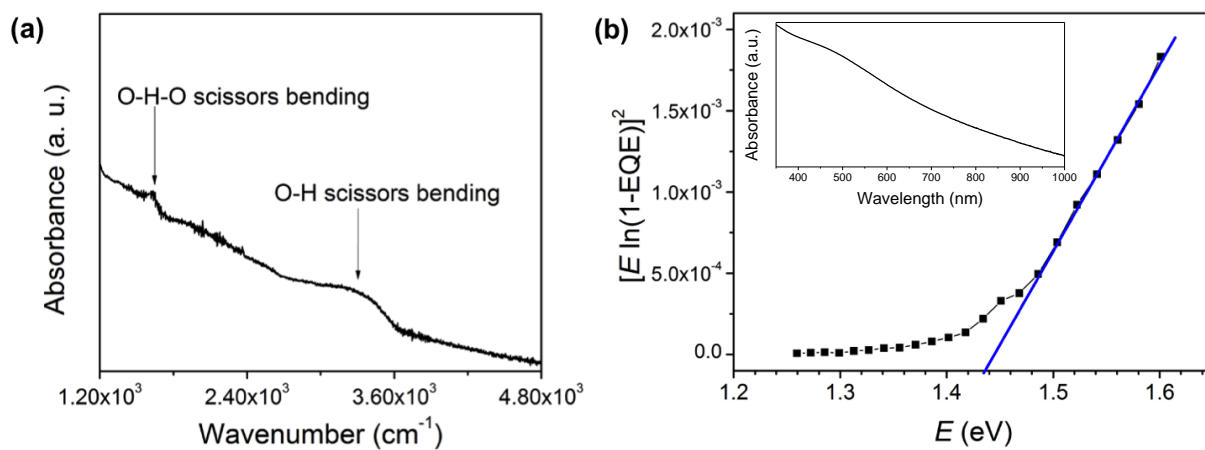 (a)
O-H-O scissors bending
O-H scissors bending
Absorbance (a. u.)
1.20x10³ 2.40x10³ 3.60x10³ 4.80x10³
Wavenumber (cm⁻¹)
(b)
2.0x10⁻³
1.5x10⁻³
1.0x10⁻³
5.0x10⁻⁴
0.0
[E ln(1-EQE)]²
Absorbance (a.u.)
400 500 600 700 800 900 1000
Wavelength (nm)
1.2 1.3 1.4 1.5 1.6
E (eV)